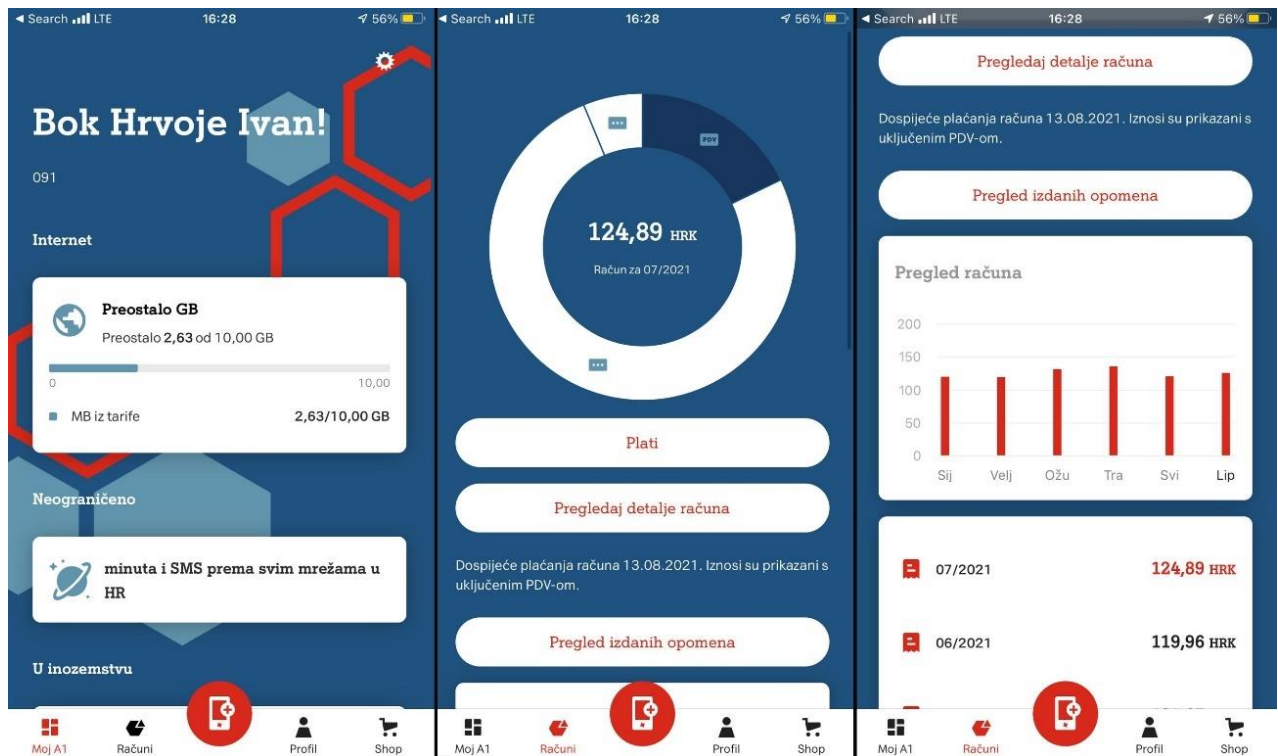 Search LTE 16:28 56%
Bok Hrvoje Ivan!
091
Internet
Preostalo GB
Preostalo 2,63 od 10,00 GB
0 10,00
MB iz tarife 2,63/10,00 GB
Neograničeno
minuta i SMS prema svim mrežama u
HR
U inozemstvu
Moj A1 Računi Profil Shop
Search LTE 16:28 56%
PDV
124,89 HRK
Račun za 07/2021
Plati
Pregledaj detalje računa
Dospijeće plaćanja računa 13.08.2021. Iznosi su prikazani s
uključenim PDV-om.
Pregled izdanih opomena
Moj A1 Računi Profil Shop
Search LTE 16:28 56%
Pregledaj detalje računa
Dospijeće plaćanja računa 13.08.2021. Iznosi su prikazani s
uključenim PDV-om.
Pregled izdanih opomena
Pregled računa
200
150
100
50
0
Sij Velj Ožu Tra Svi Lip
07/2021 124,89 HRK
06/2021 119,96 HRK
Moj A1 Računi Profil Shop